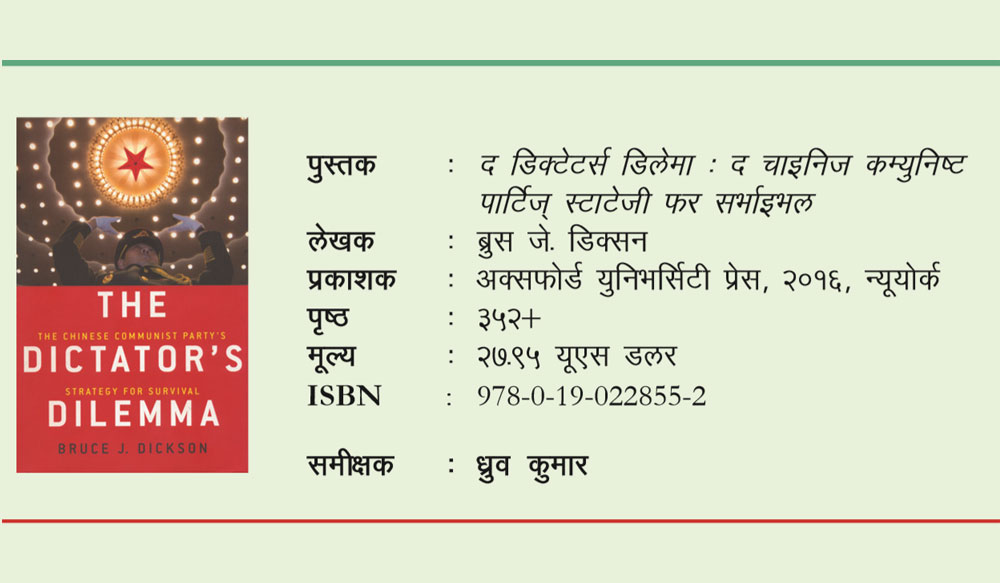 THE
THE CHINESE COMMUNIST PARTY'S
DICTATOR'S
STRATEGY FOR SURVIVAL
DILEMMA
BRUCE J. DICKSON
पुस्तक : द डिक्टेटर्स डिलेमा : द चाइनिज कम्युनिष्ट
पार्टिज् स्टाटेजी फर सर्भाइभल
लेखक : ब्रुस जे. डिक्सन
प्रकाशक : अक्सफोर्ड युनिभर्सिटी प्रेस, २०१६, न्यूयोर्क
पृष्ठ : ३५२+
मूल्य : २७.९५ यूएस डलर
ISBN : 978-0-19-022855-2
समीक्षक : ध्रुव कुमार